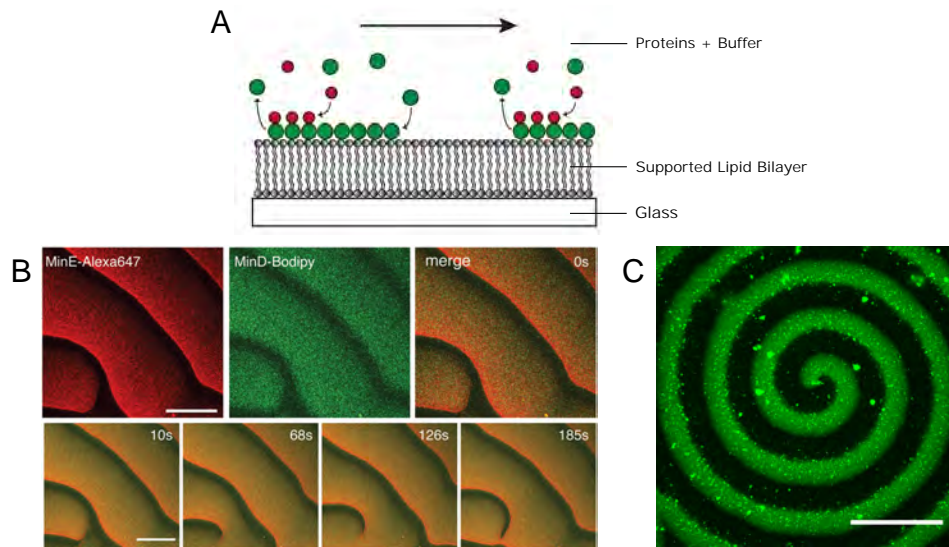 A
Proteins + Buffer
Supported Lipid Bilayer
Glass
B
MinE-Alexa647
MinD-Bodipy
merge
0s
10s
68s
126s
185s
C